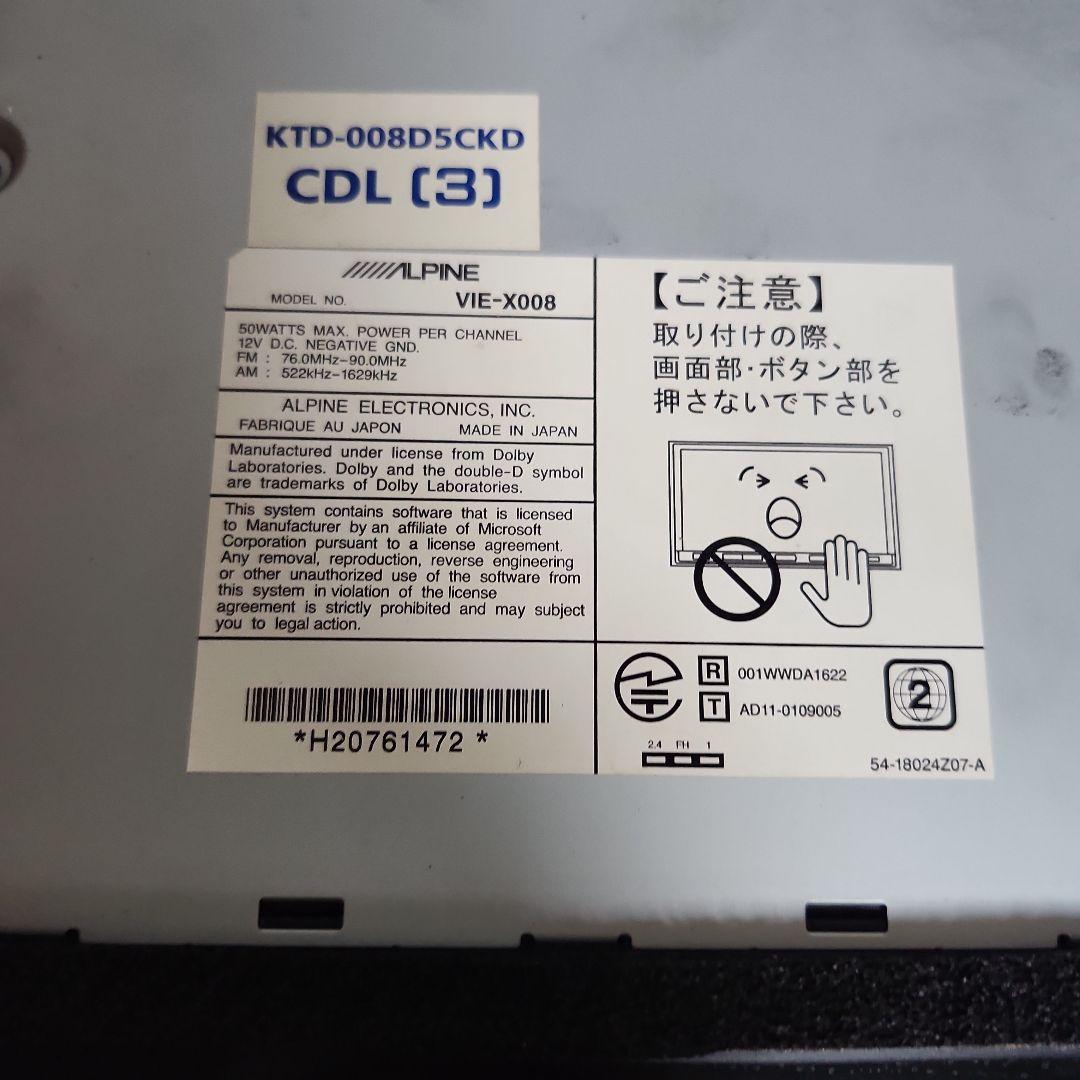 KTD-008D5CKD
CDL (3)
ALPINE
MODEL NO. VIE-X008
50WATTS MAX. POWER PER CHANNEL
12V D.C. NEGATIVE GND.
FM : 76.0MHz-90.0MHz
AM : 522kHz-1629kHz
ALPINE ELECTRONICS, INC.
FABRIQUE AU JAPON MADE IN JAPAN
Manufactured under license from Dolby
Laboratories. Dolby and the double-D symbol
are trademarks of Dolby Laboratories.
This system contains software that is licensed
to Manufacturer by an affiliate of Microsoft
Corporation pursuant to a license agreement.
Any removal, reproduction, reverse engineering
or other unauthorized use of the software from
this system in violation of the license
agreement is strictly prohibited and may subject
you to legal action.
*H20761472 *
【ご注意】
取り付けの際、
画面部・ボタン部を
押さないで下さい。
R 001WWDA1622
T AD11-0109005
2
2.4 FH 1
54-18024Z07-A